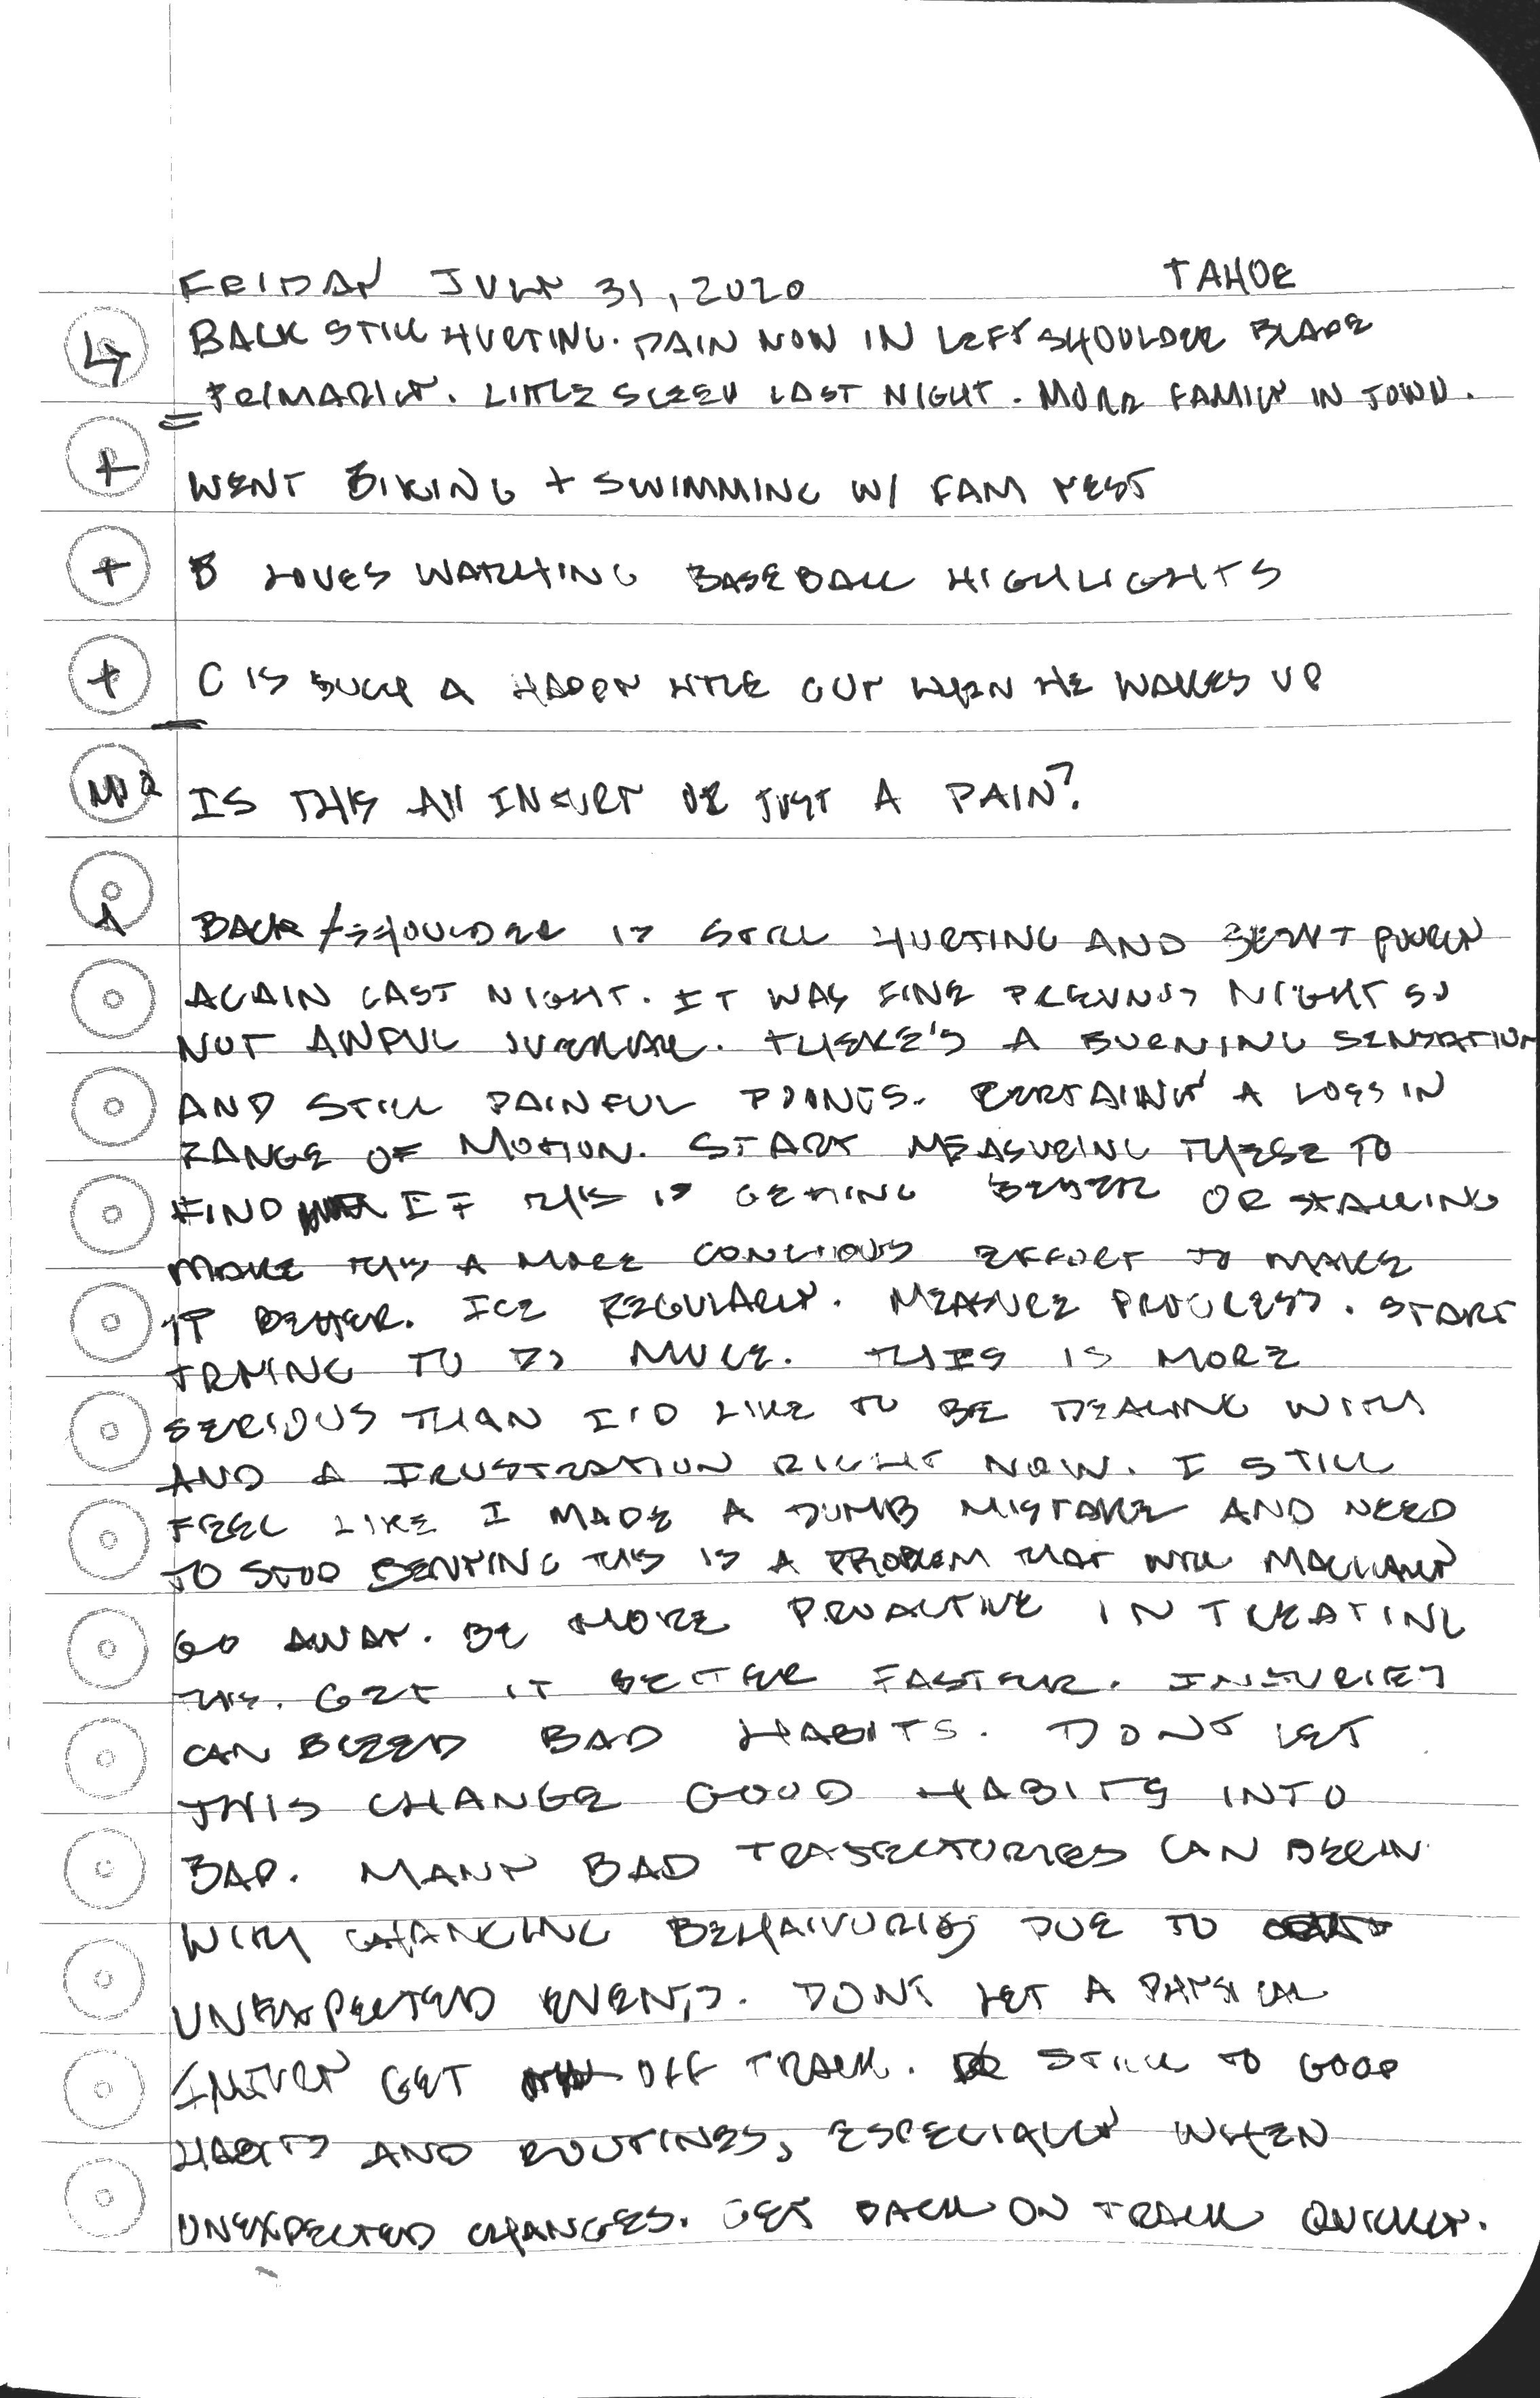 FRIDAY JULY 31, 2020 TAHOE
4 BACK STILL HURTING. PAIN NOW IN LEFT SHOULDER BLADE
= PRIMARILY. LITTLE SLEEP LAST NIGHT. MORE FAMILY IN TOWN.
+ WENT BIKING + SWIMMING W/ FAM YEST
+ B LOVES WATCHING BASEBALL HIGHLIGHTS
+ C IS SUCH A HAPPY LITTLE GUY WHEN HE WAKES UP
IS THIS AN INJURY OR JUST A PAIN?
BACK/SHOULDER IS STILL HURTING AND POORLY
AGAIN LAST NIGHT. IT WAS FINE PREVIOUS NIGHT SO
NOT AWFUL OVERALL. THERE'S A BURNING SENSATION
AND STILL PAINFUL POINTS. CERTAINLY A LOSS IN
RANGE OF MOTION. START MEASURING THESE TO
FIND IF THIS IS GETTING BETTER OR STALLING
MAKE THIS A MORE CONCIOUS EFFORT TO MAKE
IT BETTER. ICE REGULARLY. MEASURE PROGRESS. START
TRYING TO DO MORE. THIS IS MORE
SERIOUS THAN I'D LIKE TO BE DEALING WITH
AND A FRUSTRATION RIGHT NOW. I STILL
FEEL LIKE I MADE A DUMB MISTAKE AND NEED
TO STOP DENYING THIS IS A PROBLEM THAT WILL MAGICALLY
GO AWAY. BE MORE PROACTIVE IN TREATING
THIS. GET IT BETTER FASTER. INJURIES
CAN BREED BAD HABITS. DONT LET
THIS CHANGE GOOD HABITS INTO
BAD. MANY BAD TRAJECTORIES CAN BEGIN
WITH CHANGING BEHAIVORIS DUE TO
UNEXPECTED EVENTS. DON'T LET A PHYSICAL
INJURY GET OFF TRACK. STICK TO GOOD
HABITS AND ROUTINES, ESPECIALLY WHEN
UNEXPECTED CHANGES. GET BACK ON TRACK QUICKLY.